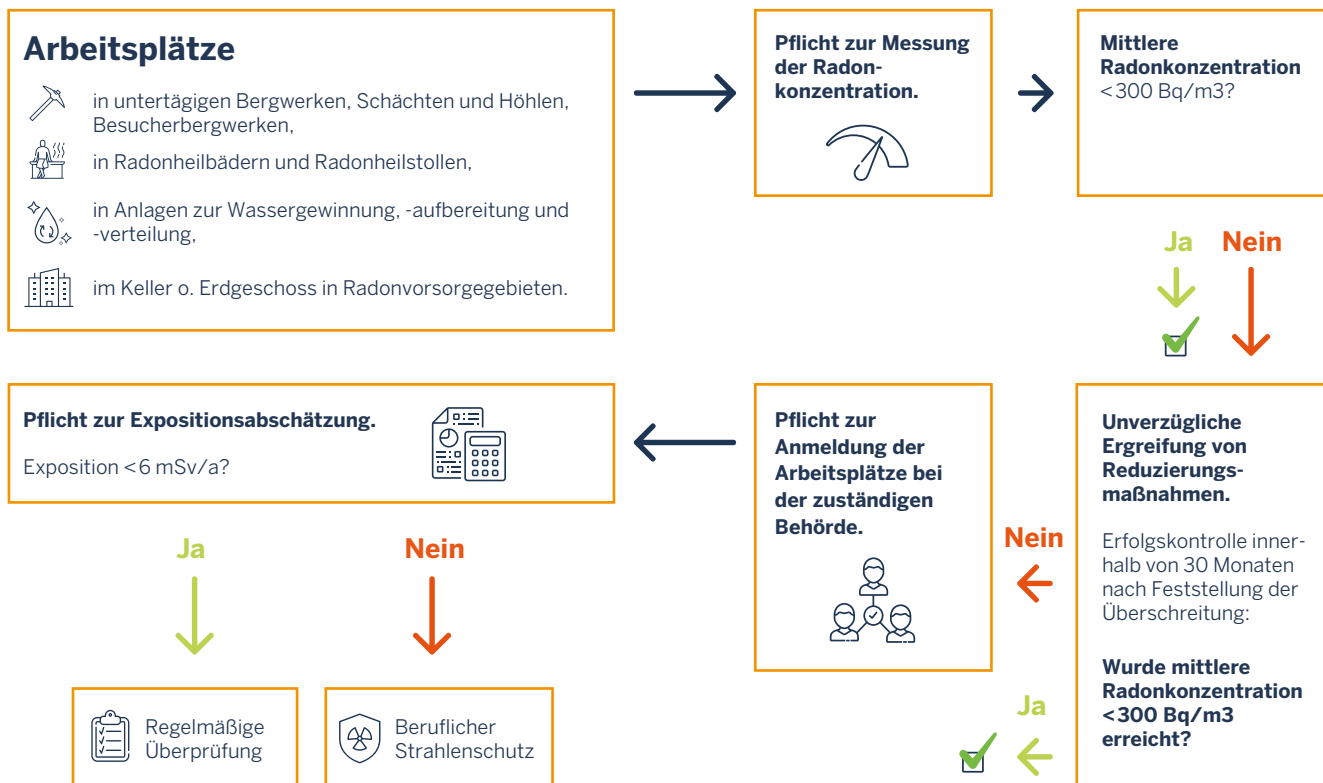 Arbeitsplätze
in untertägigen Bergwerken, Schächten und Höhlen,
Besucherbergwerken,
in Radonheilbädern und Radonheilstollen,
in Anlagen zur Wassergewinnung, -aufbereitung und
-verteilung,
im Keller o. Erdgeschoss in Radonvorsorgegebieten.
Pflicht zur Messung
der Radon-
konzentration.
Mittlere
Radonkonzentration
<300 Bq/m3?
Ja
Nein
Unverzügliche
Ergreifung von
Reduzierungs-
maßnahmen.
Erfolgskontrolle inner-
halb von 30 Monaten
nach Feststellung der
Überschreitung:
Wurde mittlere
Radonkonzentration
<300 Bq/m3
erreicht?
Nein
Ja
Pflicht zur
Anmeldung der
Arbeitsplätze bei
der zuständigen
Behörde.
Pflicht zur Expositionsabschätzung.
Exposition <6 mSv/a?
Ja
Nein
Regelmäßige
Überprüfung
Beruflicher
Strahlenschutz